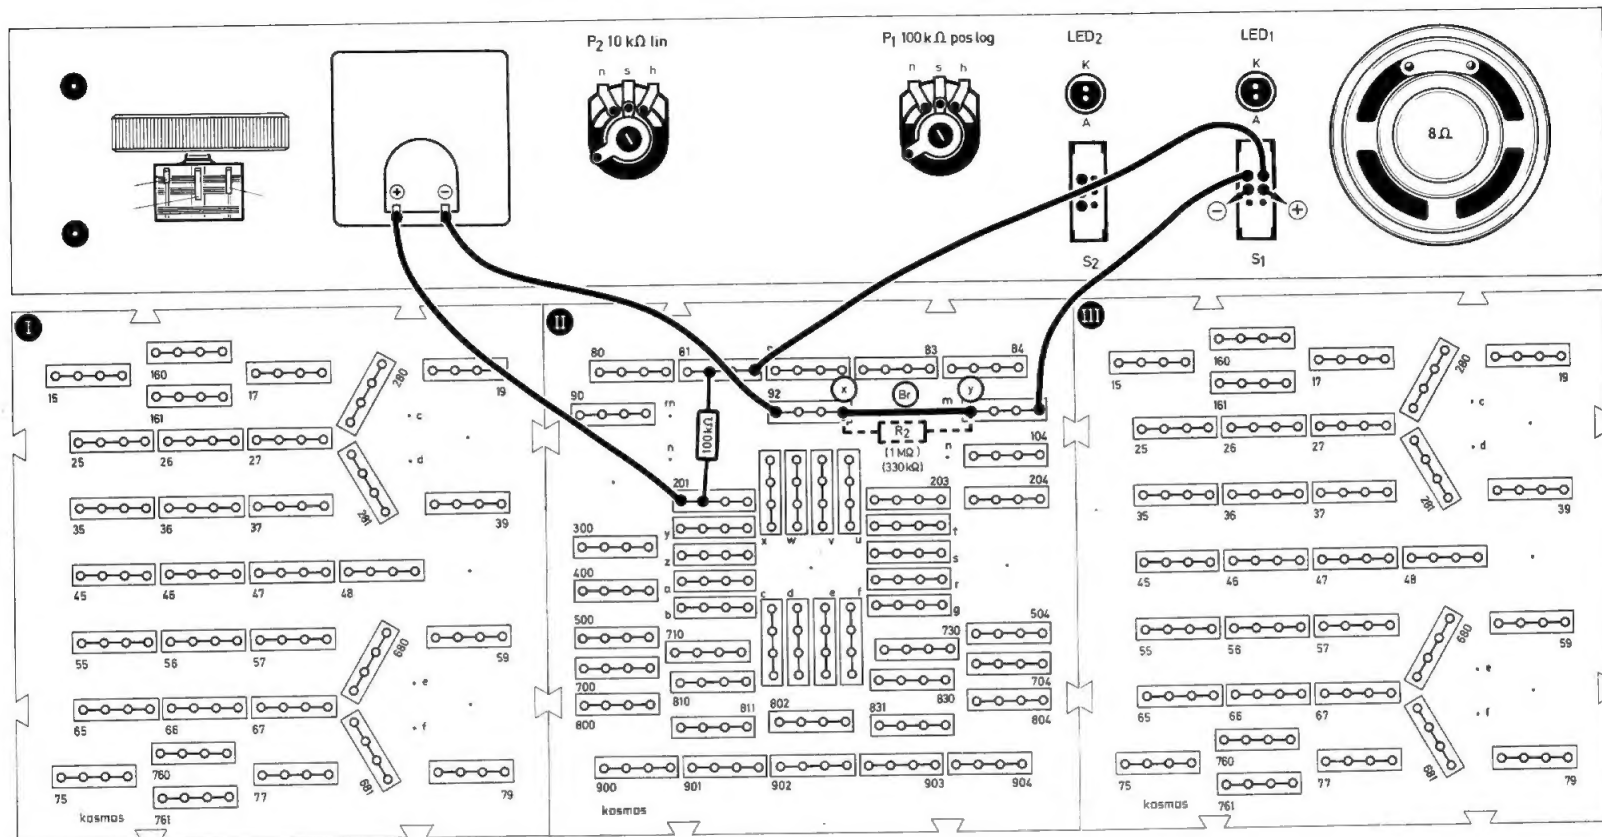 P₂ 10 kΩ lin
n s h
P₁ 100 kΩ pos log
n s h
LED₂
K
A
S₂
LED₁
K
A
− +
S₁
8Ω
+ −
I
15
160
161
17
280
19
c
25
26
27
d
35
36
37
281
39
45
46
47
48
55
56
57
680
59
e
65
66
67
f
75
760
761
77
681
79
kosmos
II
80
81
83
84
90
m
92
x
Br
y
m
100 kΩ
R₂
(1 MΩ)
(330 kΩ)
n
n
104
201
203
204
x w v u
300
y
z
a
b
t
s
r
g
400
c d e f
500
710
730
504
700
810
830
704
800
811
802
831
804
900
901
902
903
904
kosmos
III
15
160
161
17
280
19
c
25
26
27
d
35
36
37
281
39
45
46
47
48
55
56
57
680
59
e
65
66
67
f
75
760
761
77
681
79
kosmos